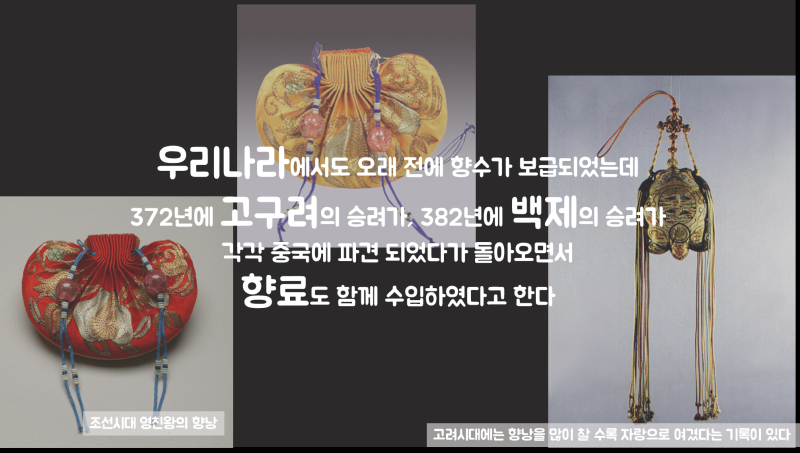 우리나라에서도 오래 전에 향수가 보급되었는데
372년에 고구려의 승려가, 382년에 백제의 승려가
각각 중국에 파견 되었다가 돌아오면서
향료도 함께 수입하였다고 한다
조선시대 영친왕의 향낭
고려시대에는 향낭을 많이 찰 수록 자랑으로 여겼다는 기록이 있다